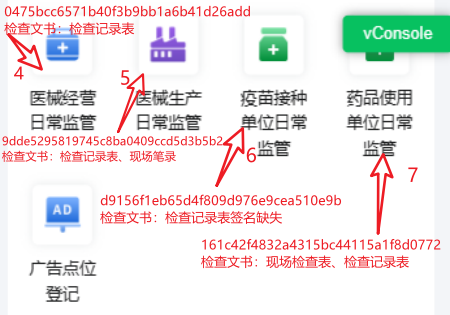 0475bcc6571b40f3b9bb1a6b41d26add
检查文书：检查记录表
vConsole
4
5
医械经营
日常监管
医械生产
日常监管
疫苗接种
单位日常
监管
药品使用
单位日常
监管
9dde5295819745c8ba0409ccd5d3b5b2
检查文书：检查记录表、现场笔录
6
7
d9156f1eb65d4f809d976e9cea510e9b
检查文书：检查记录表签名缺失
AD
广告点位
登记
161c42f4832a4315bc44115a1f8d0772
检查文书：现场检查表、检查记录表